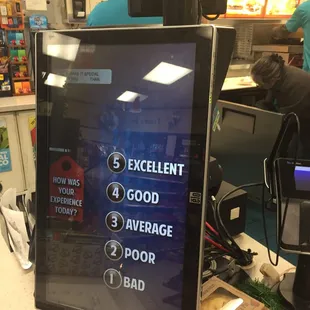 HOW WAS
YOUR
EXPERIENCE
TODAY?
5 EXCELLENT
4 GOOD
3 AVERAGE
2 POOR
1 BAD